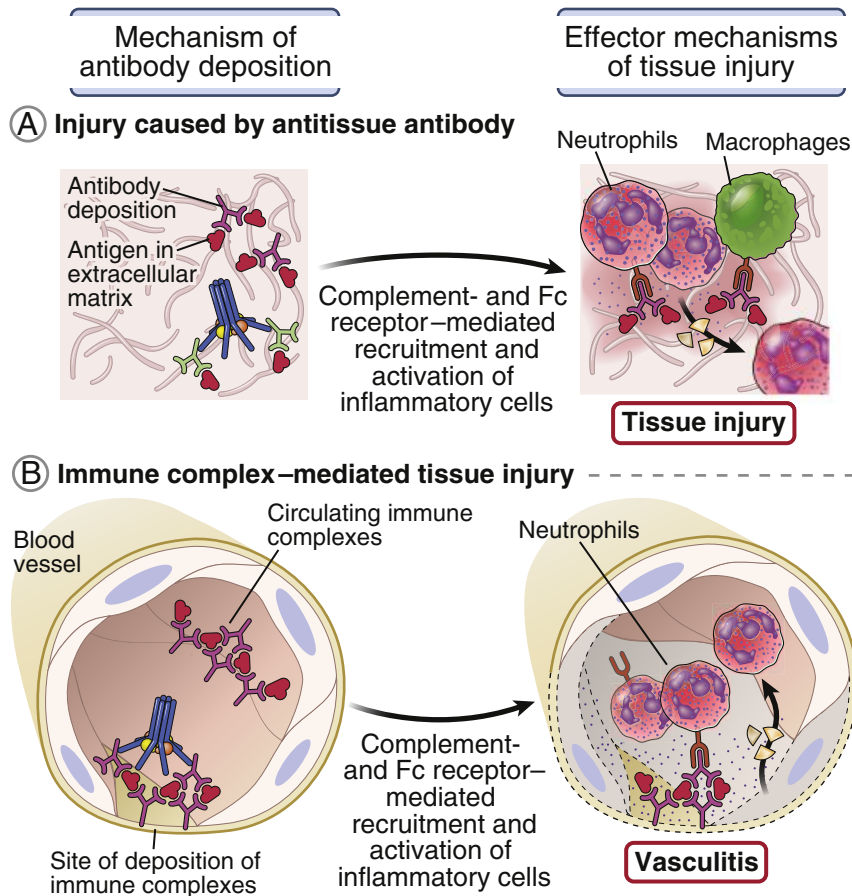 Mechanism of
antibody deposition
Effector mechanisms
of tissue injury
A Injury caused by antitissue antibody
Antibody
deposition
Antigen in
extracellular
matrix
Complement- and Fc
receptor–mediated
recruitment and
activation of
inflammatory cells
Neutrophils
Macrophages
Tissue injury
B Immune complex–mediated tissue injury
Blood
vessel
Circulating immune
complexes
Site of deposition of
immune complexes
Complement-
and Fc receptor–
mediated
recruitment and
activation of
inflammatory cells
Neutrophils
Vasculitis